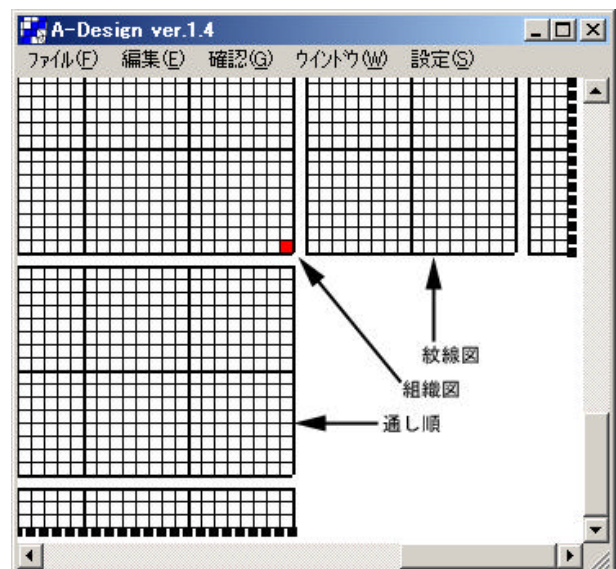 A-Design ver.1.4
ファイル(F) 編集(E) 確認(G) ウインドウ(W) 設定(S)
紋線図
組織図
通し順